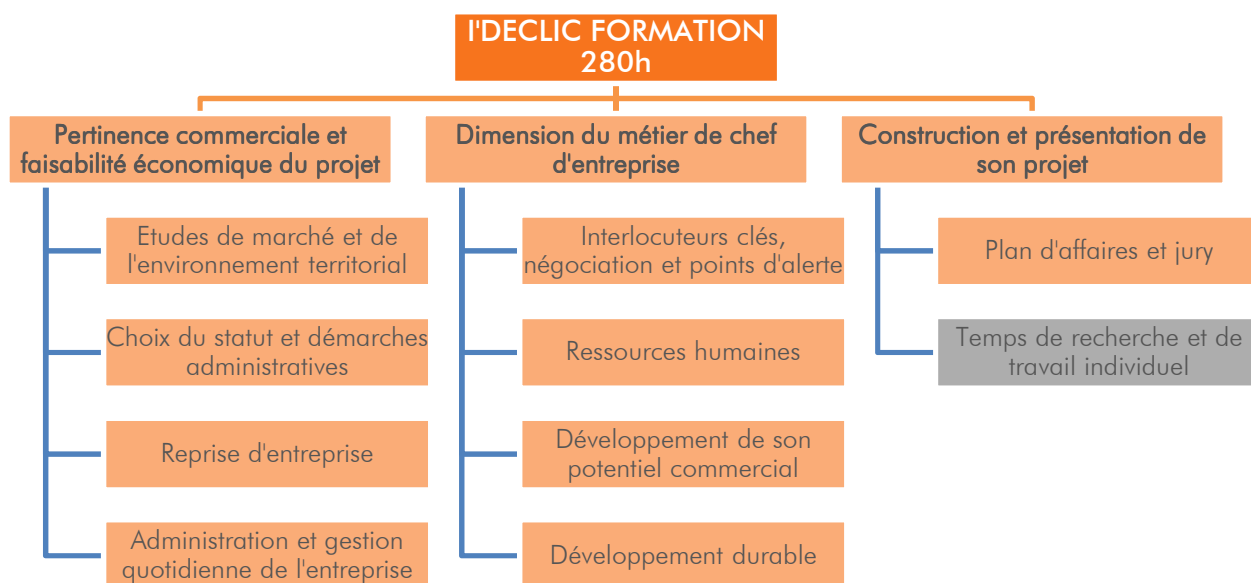 I'DECLIC FORMATION
280h
Pertinence commerciale et
faisabilité économique du projet
Etudes de marché et de
l'environnement territorial
Choix du statut et démarches
administratives
Reprise d'entreprise
Administration et gestion
quotidienne de l'entreprise
Dimension du métier de chef
d'entreprise
Interlocuteurs clés,
négociation et points d'alerte
Ressources humaines
Développement de son
potentiel commercial
Développement durable
Construction et présentation de
son projet
Plan d'affaires et jury
Temps de recherche et de
travail individuel